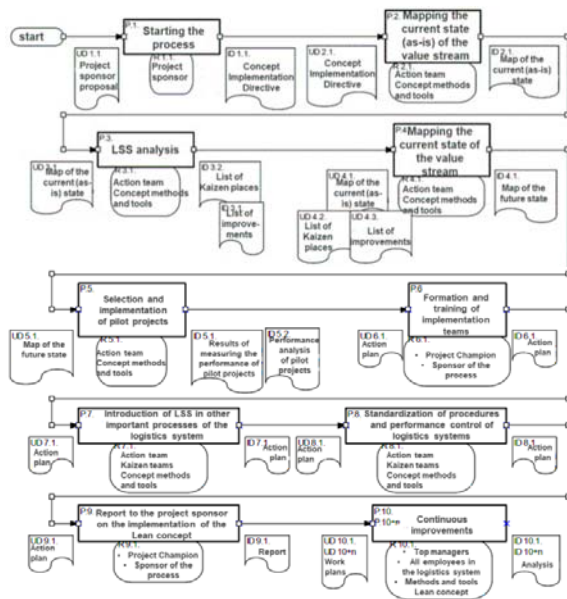 start
P.1.
Starting the
process
UD 1.1.
Project
sponsor
proposal
R.1.1.
Project
sponsor
ID 1.1.
Concept
Implementation
Directive
UD 2.1.
Concept
Implementation
Directive
P.2.
Mapping the
current state
(as-is) of the
value stream
R.2.1.
Action team
Concept methods
and tools
ID 2.1.
Map of the
current (as-is)
state
P.3.
LSS analysis
UD 3.1.
Map of the
current (as-
is) state
R.3.1.
Action team
Concept methods
and tools
ID 3.2.
List of
Kaizen places
ID 3.1.
List of
improve-
ments
P.4.
Mapping the
current state of
the value
stream
UD 4.1.
Map of the
current (as-
is) state
UD 4.2.
List of
Kaizen
places
UD 4.3.
List of
improvements
R.4.1.
Action team
Concept methods
and tools
ID 4.1.
Map of the
future state
P.5.
Selection and
implementation
of pilot projects
UD 5.1.
Map of the
future state
R.5.1.
Action team
Concept methods
and tools
ID 5.1.
Results of
measuring the
performance of
pilot projects
ID 5.2.
Performance
analysis
of pilot
projects
P.6.
Formation and
training of
implementation
teams
UD 6.1.
Action
plan
R.6.1.
• Project Champion
• Sponsor of the
process
ID 6.1.
Action
plan
P.7.
Introduction of LSS in other
important processes of the
logistics system
UD 7.1.
Action
plan
R.7.1.
Action team
Kaizen teams
Concept methods
and tools
ID 7.1.
Action
plan
P.8.
Standardization of procedures
and performance control of
logistics systems
UD 8.1.
Action
plan
R.8.1.
Action team
Kaizen teams
Concept methods
and tools
ID 8.1.
Action
plan
P.9.
Report to the project sponsor
on the implementation of the
Lean concept
UD 9.1.
Action
plan
R.9.1.
• Project Champion
• Sponsor of the
process
ID 9.1.
Report
P.10.
P.10+n
Continuous
improvements
UD 10.1.
UD 10+n
Work
plans
R.10.1.
• Top managers
• All employees in
the logistics system
• Methods and tools
Lean concept
ID 10.1.
ID 10+n
Analysis